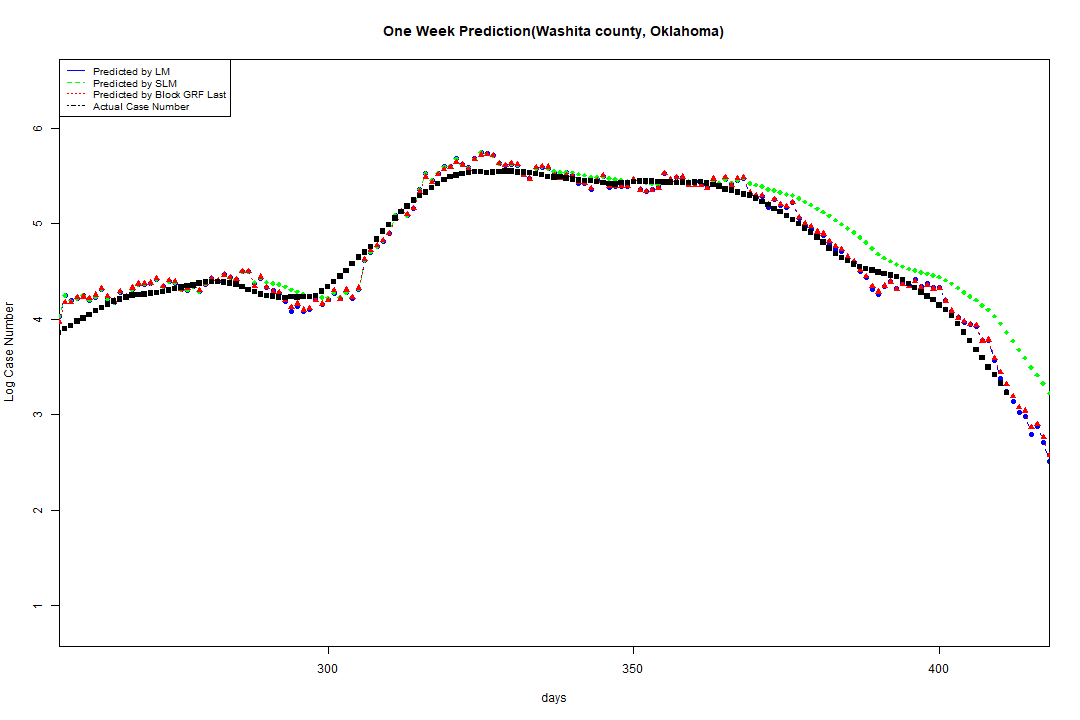 One Week Prediction(Washita county, Oklahoma)
Predicted by LM
Predicted by SLM
Predicted by Block GRF Last
Actual Case Number
6
5
4
3
2
1
Log Case Number
300
350
400
days